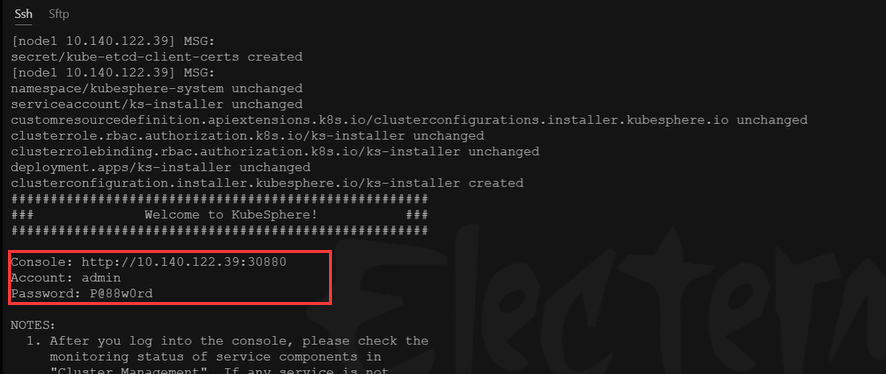 Ssh Sftp
[node1 10.140.122.39] MSG:
secret/kube-etcd-client-certs created
[node1 10.140.122.39] MSG:
namespace/kubesphere-system unchanged
serviceaccount/ks-installer unchanged
customresourcedefinition.apiextensions.k8s.io/clusterconfigurations.installer.kubesphere.io unchanged
clusterrole.rbac.authorization.k8s.io/ks-installer unchanged
clusterrolebinding.rbac.authorization.k8s.io/ks-installer unchanged
deployment.apps/ks-installer unchanged
clusterconfiguration.installer.kubesphere.io/ks-installer created
#####################################################
### Welcome to KubeSphere! ###
#####################################################
Console: http://10.140.122.39:30880
Account: admin
Password: P@88w0rd
NOTES:
1. After you log into the console, please check the
monitoring status of service components in
"Cluster Management". If any service is not
Electerm